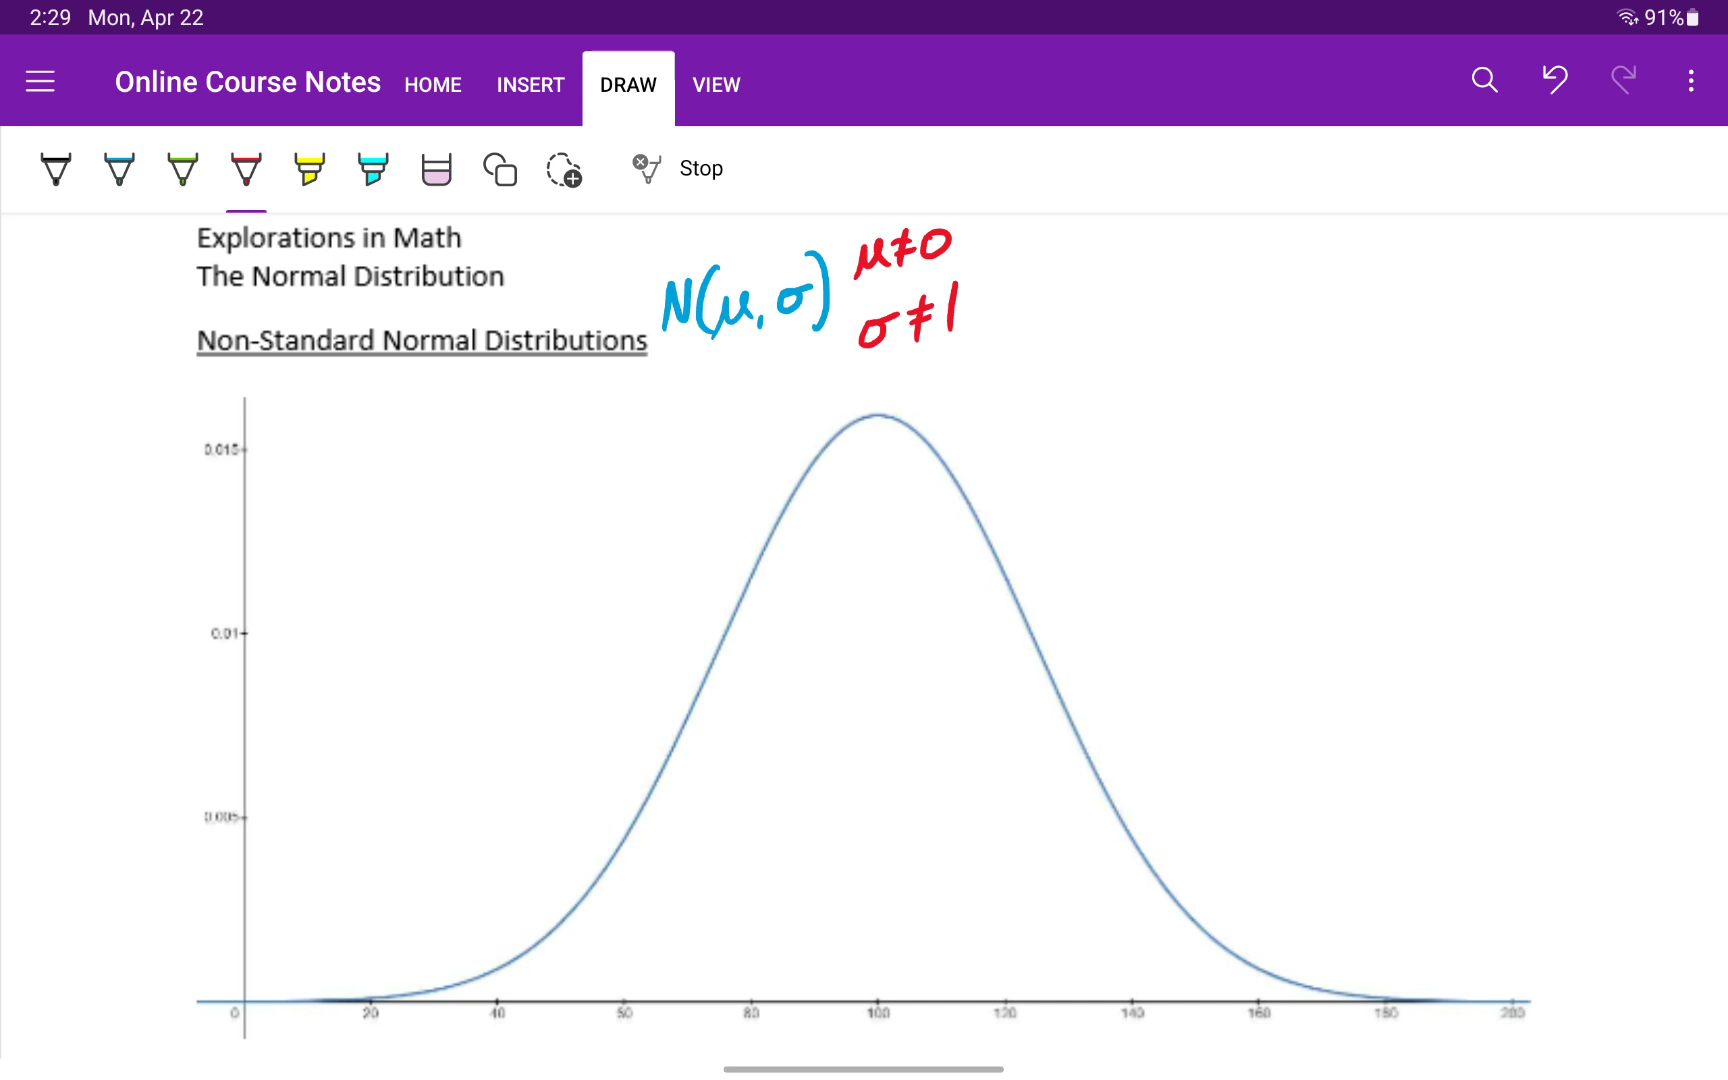 2:29 Mon, Apr 22 91%
Online Course Notes HOME INSERT DRAW VIEW
Stop
Explorations in Math
The Normal Distribution
Non-Standard Normal Distributions N(μ, σ)
μ≠0
σ≠1
0.015
0.01
0.005
0 20 40 60 80 100 120 140 160 180 200